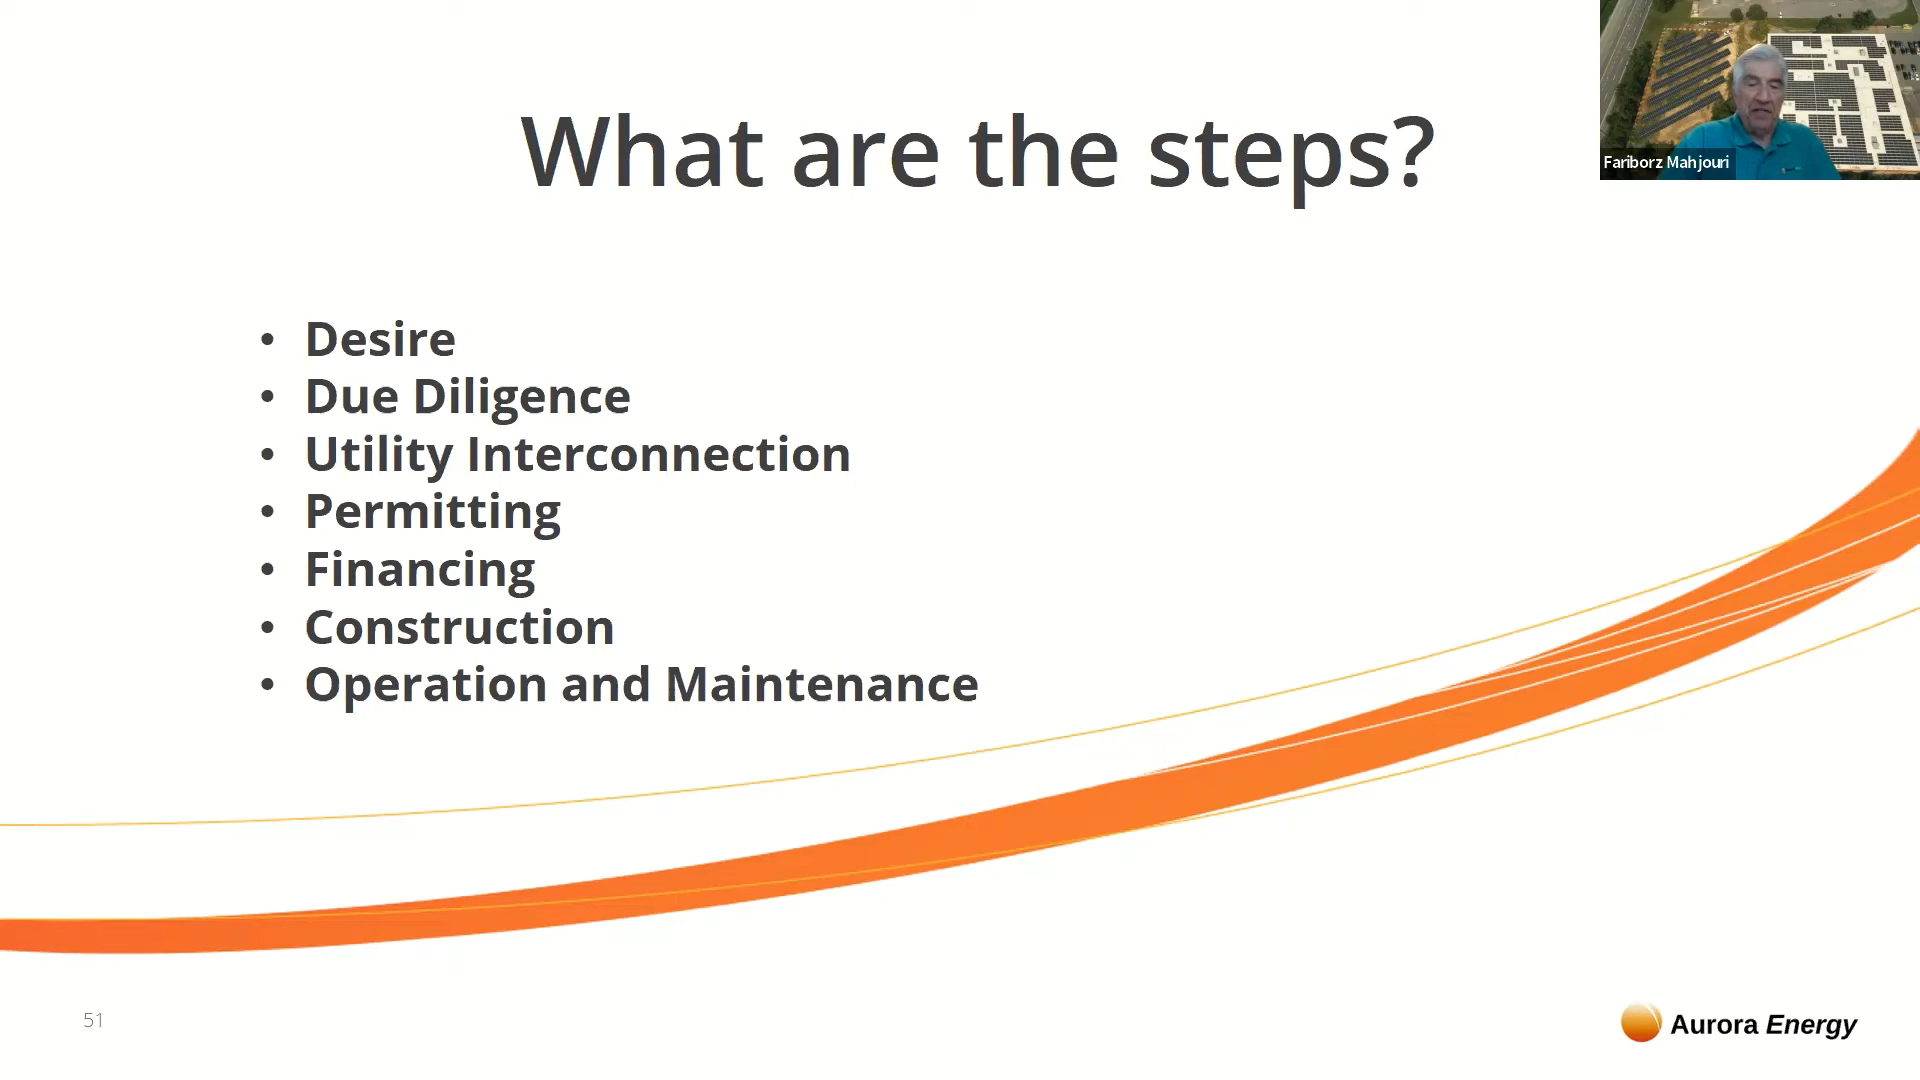 What are the steps?
Fariborz Mahjouri
• Desire
• Due Diligence
• Utility Interconnection
• Permitting
• Financing
• Construction
• Operation and Maintenance
51
Aurora Energy